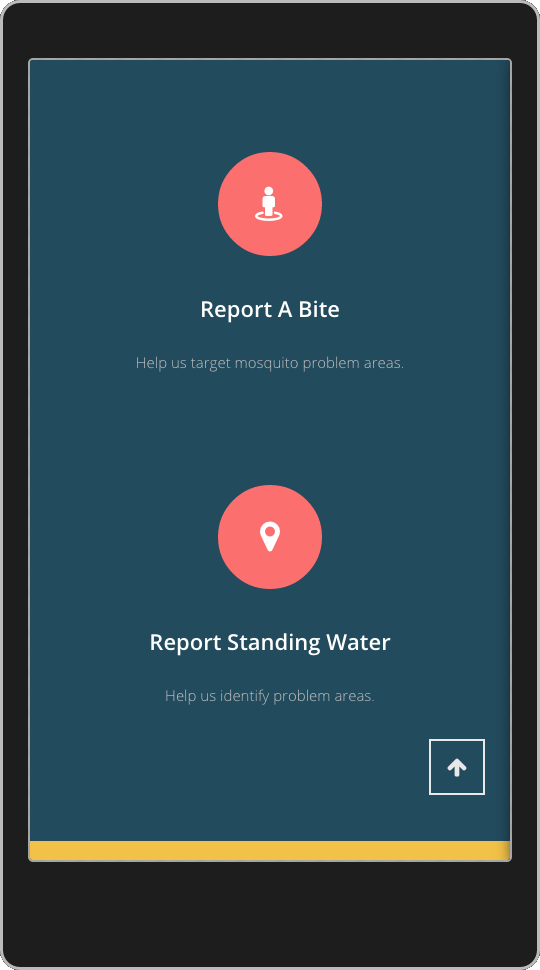 Report A Bite
Help us target mosquito problem areas.
Report Standing Water
Help us identify problem areas.